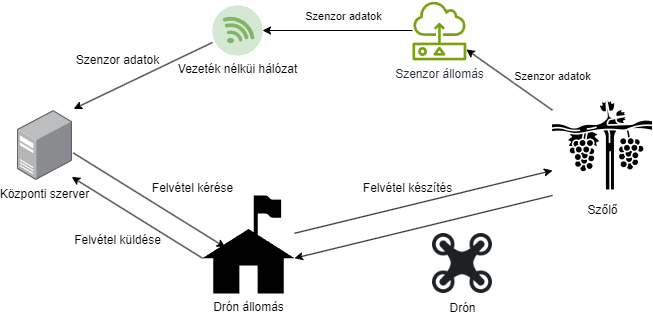 Szenzor adatok
Szenzor adatok
Vezeték nélküi hálózat
Szenzor állomás
Szenzor adatok
Központi szerver
Felvétel kérése
Felvétel készítés
Szőlő
Felvétel küldése
Drón állomás
Drón